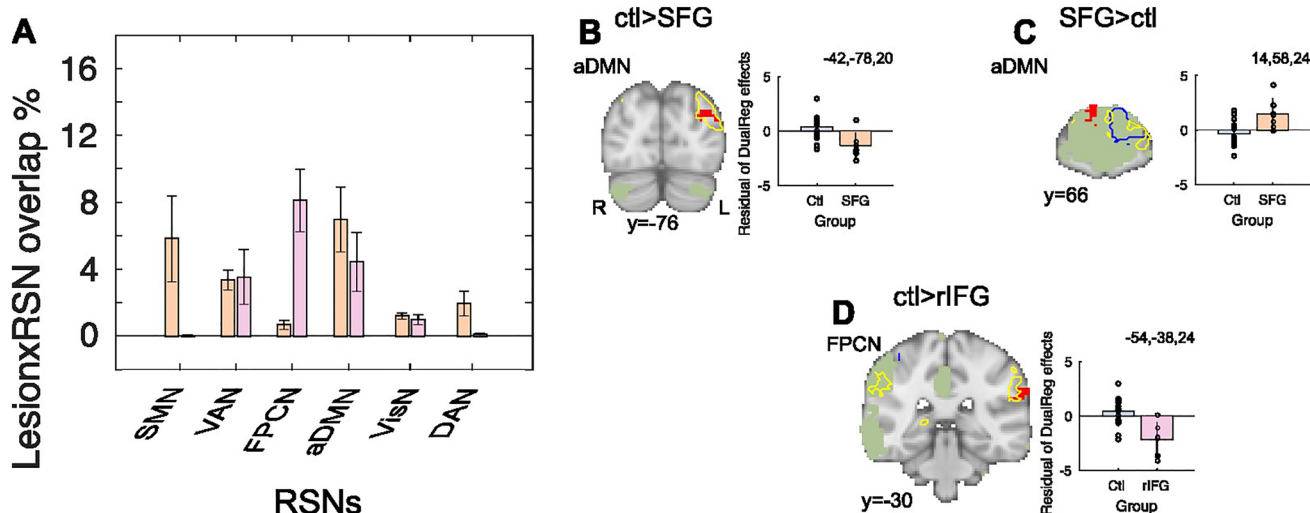 A
LesionxRSN overlap %
16
12
8
4
0
SMN
VAN
FPCN
aDMN
VisN
DAN
RSNs
B
ctl>SFG
aDMN
R
L
y=-76
-42,-78,20
Residual of DualReg effects
5
0
-5
Ctl
SFG
Group
C
SFG>ctl
aDMN
y=66
14,58,24
5
0
-5
Ctl
SFG
Group
D
ctl>rIFG
FPCN
y=-30
-54,-38,24
Residual of DualReg effects
5
0
-5
Ctl
rIFG
Group